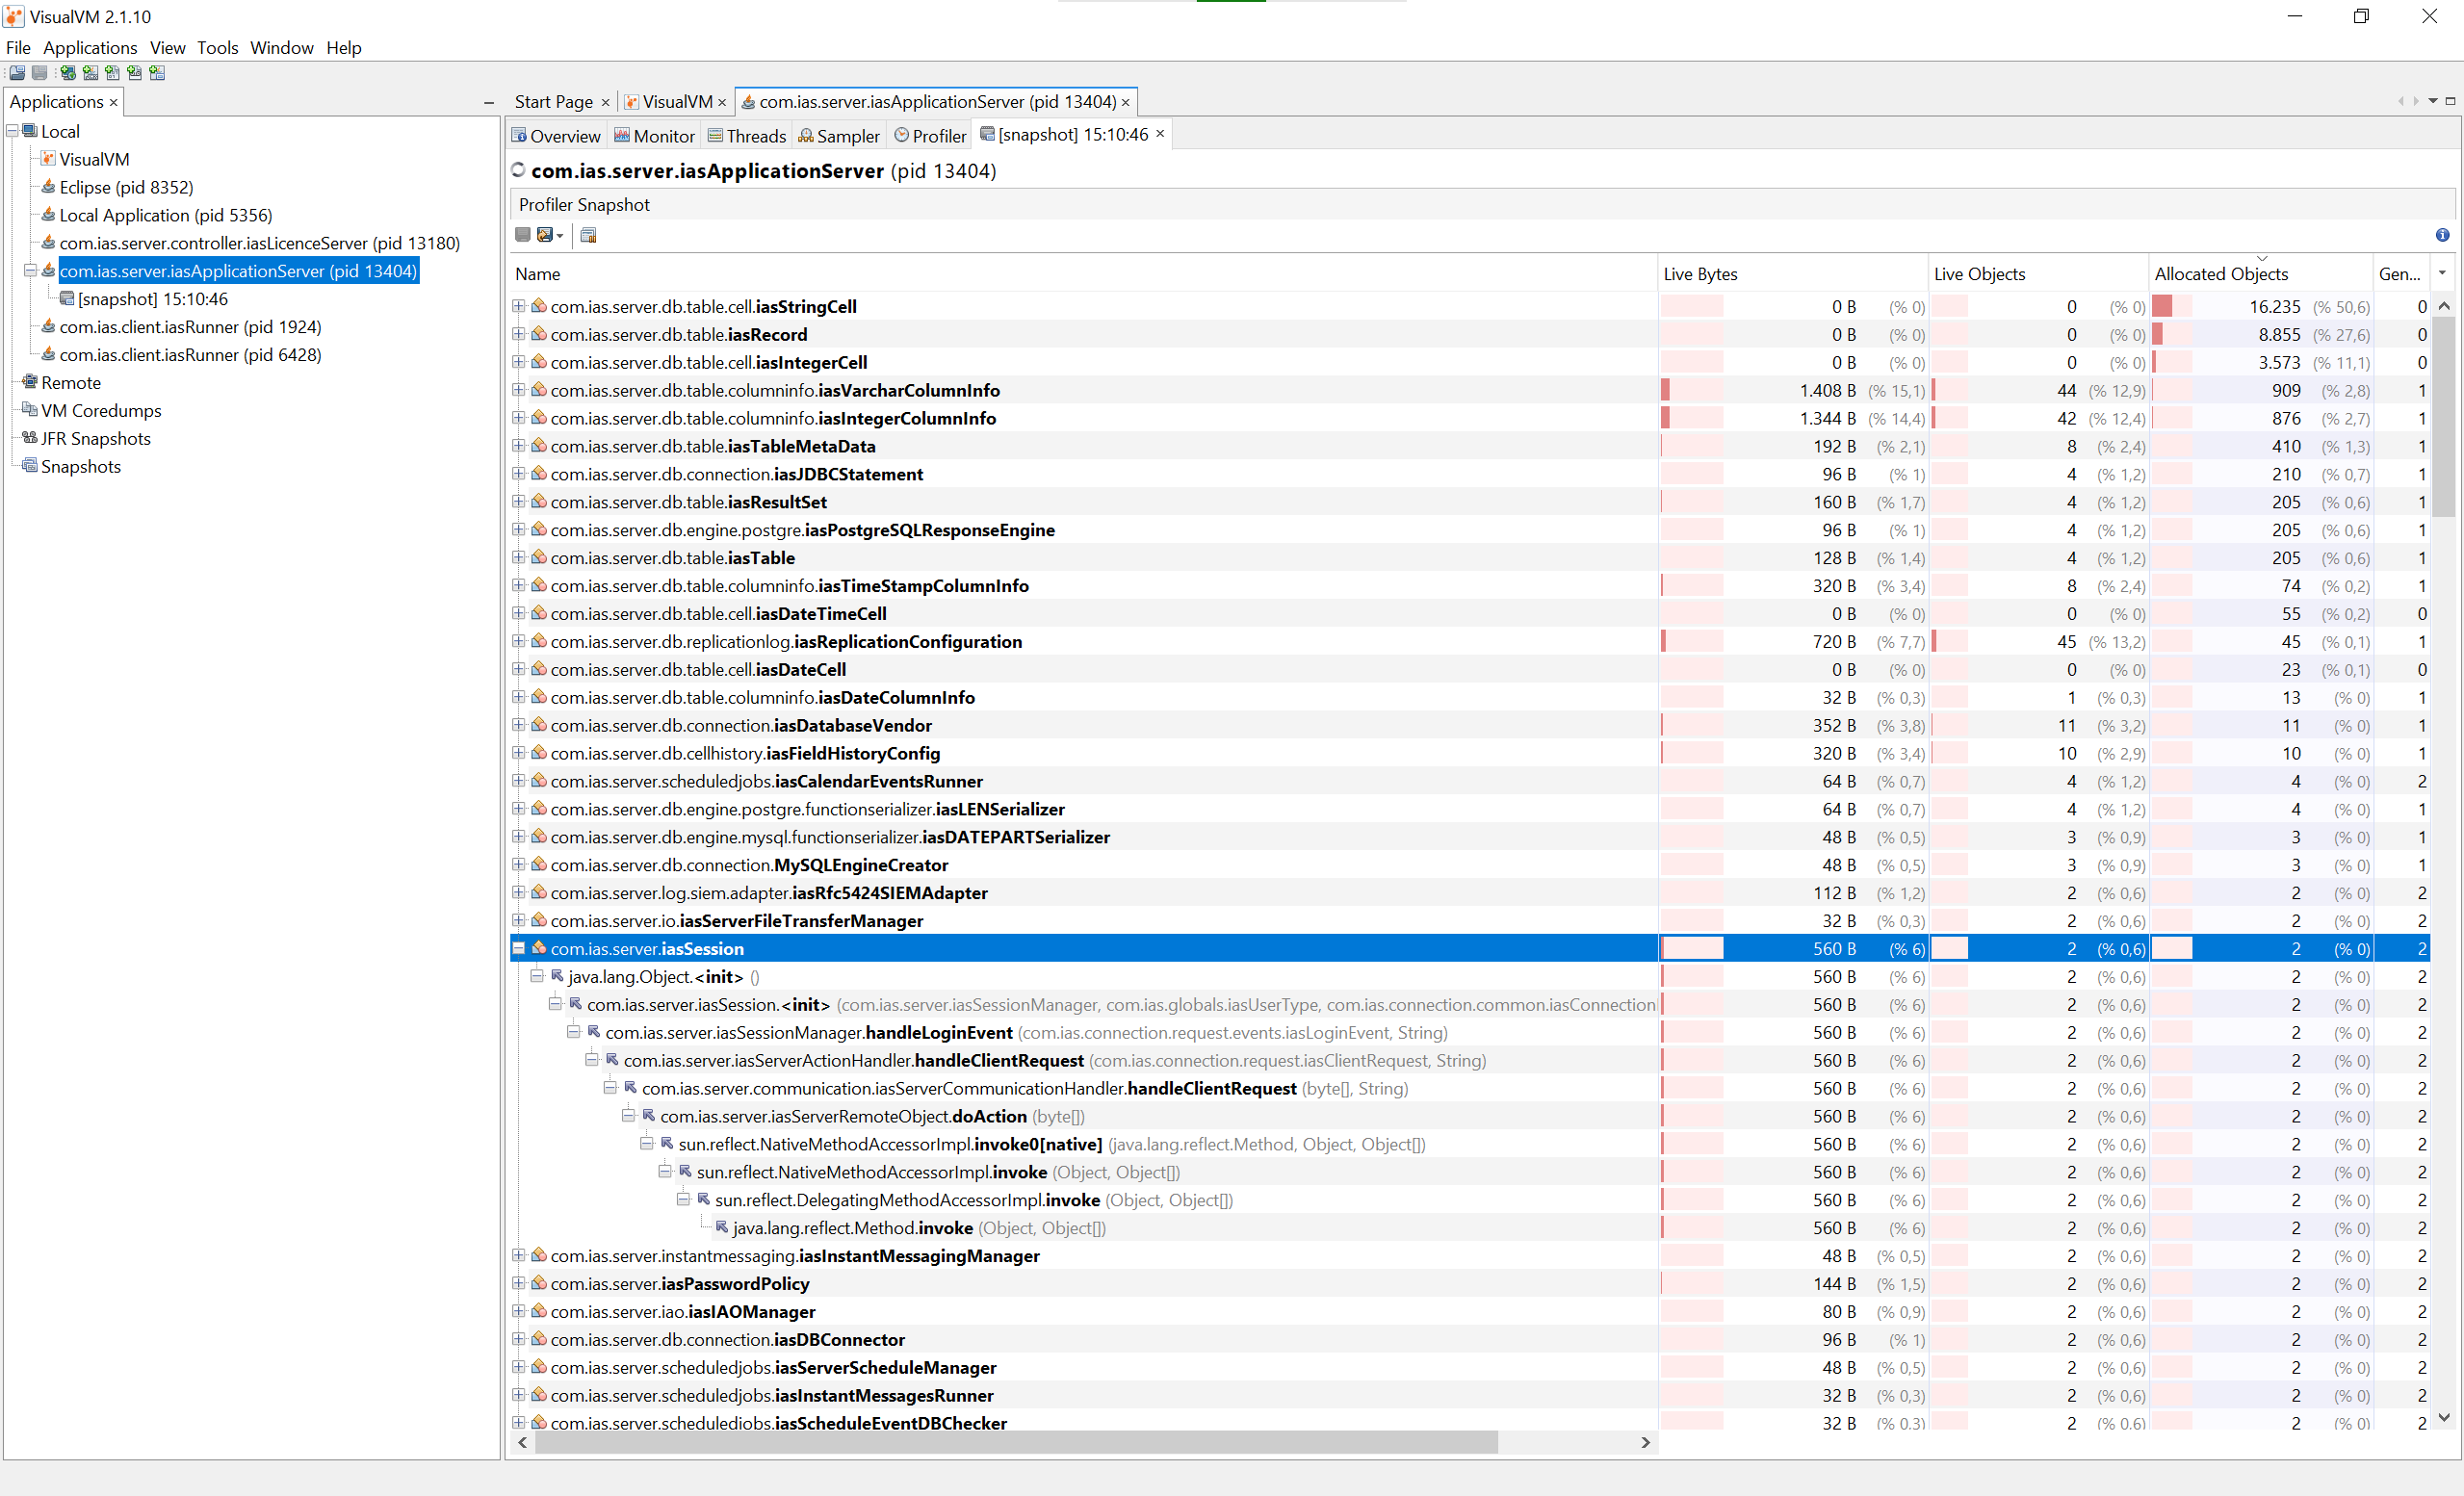 VisualVM 2.1.10
File Applications View Tools Window Help
Applications
Local
VisualVM
Eclipse (pid 8352)
Local Application (pid 5356)
com.ias.server.controller.iasLicenceServer (pid 13180)
com.ias.server.iasApplicationServer (pid 13404)
[snapshot] 15:10:46
com.ias.client.iasRunner (pid 1924)
com.ias.client.iasRunner (pid 6428)
Remote
VM Coredumps
JFR Snapshots
Snapshots
Start Page VisualVM com.ias.server.iasApplicationServer (pid 13404)
Overview Monitor Threads Sampler Profiler [snapshot] 15:10:46
com.ias.server.iasApplicationServer (pid 13404)
Profiler Snapshot
Name Live Bytes Live Objects Allocated Objects Gen...
com.ias.server.db.table.cell.iasStringCell 0 B (% 0) 0 (% 0) 16.235 (% 50,6) 0
com.ias.server.db.table.iasRecord 0 B (% 0) 0 (% 0) 8.855 (% 27,6) 0
com.ias.server.db.table.cell.iasIntegerCell 0 B (% 0) 0 (% 0) 3.573 (% 11,1) 0
com.ias.server.db.table.columninfo.iasVarcharColumnInfo 1.408 B (% 15,1) 44 (% 12,9) 909 (% 2,8) 1
com.ias.server.db.table.columninfo.iasIntegerColumnInfo 1.344 B (% 14,4) 42 (% 12,4) 876 (% 2,7) 1
com.ias.server.db.table.iasTableMetaData 192 B (% 2,1) 8 (% 2,4) 410 (% 1,3) 1
com.ias.server.db.connection.iasJDBCStatement 96 B (% 1) 4 (% 1,2) 210 (% 0,7) 1
com.ias.server.db.table.iasResultSet 160 B (% 1,7) 4 (% 1,2) 205 (% 0,6) 1
com.ias.server.db.engine.postgre.iasPostgreSQLResponseEngine 96 B (% 1) 4 (% 1,2) 205 (% 0,6) 1
com.ias.server.db.table.iasTable 128 B (% 1,4) 4 (% 1,2) 205 (% 0,6) 1
com.ias.server.db.table.columninfo.iasTimeStampColumnInfo 320 B (% 3,4) 8 (% 2,4) 74 (% 0,2) 1
com.ias.server.db.table.cell.iasDateTimeCell 0 B (% 0) 0 (% 0) 55 (% 0,2) 0
com.ias.server.db.replicationlog.iasReplicationConfiguration 720 B (% 7,7) 45 (% 13,2) 45 (% 0,1) 1
com.ias.server.db.table.cell.iasDateCell 0 B (% 0) 0 (% 0) 23 (% 0,1) 0
com.ias.server.db.table.columninfo.iasDateColumnInfo 32 B (% 0,3) 1 (% 0,3) 13 (% 0) 1
com.ias.server.db.connection.iasDatabaseVendor 352 B (% 3,8) 11 (% 3,2) 11 (% 0) 1
com.ias.server.db.cellhistory.iasFieldHistoryConfig 320 B (% 3,4) 10 (% 2,9) 10 (% 0) 1
com.ias.server.scheduledjobs.iasCalendarEventsRunner 64 B (% 0,7) 4 (% 1,2) 4 (% 0) 2
com.ias.server.db.engine.postgre.functionserializer.iasLENSerializer 64 B (% 0,7) 4 (% 1,2) 4 (% 0) 1
com.ias.server.db.engine.mysql.functionserializer.iasDATEPARTSerializer 48 B (% 0,5) 3 (% 0,9) 3 (% 0) 1
com.ias.server.db.connection.MySQLEngineCreator 48 B (% 0,5) 3 (% 0,9) 3 (% 0) 1
com.ias.server.log.siem.adapter.iasRfc5424SIEMAdapter 112 B (% 1,2) 2 (% 0,6) 2 (% 0) 2
com.ias.server.io.iasServerFileTransferManager 32 B (% 0,3) 2 (% 0,6) 2 (% 0) 2
com.ias.server.iasSession 560 B (% 6) 2 (% 0,6) 2 (% 0) 2
java.lang.Object.<init> () 560 B (% 6) 2 (% 0,6) 2 (% 0) 2
com.ias.server.iasSession.<init> (com.ias.server.iasSessionManager, com.ias.globals.iasUserType, com.ias.connection.common.iasConnection 560 B (% 6) 2 (% 0,6) 2 (% 0) 2
com.ias.server.iasSessionManager.handleLoginEvent (com.ias.connection.request.events.iasLoginEvent, String) 560 B (% 6) 2 (% 0,6) 2 (% 0) 2
com.ias.server.iasServerActionHandler.handleClientRequest (com.ias.connection.request.iasClientRequest, String) 560 B (% 6) 2 (% 0,6) 2 (% 0) 2
com.ias.server.communication.iasServerCommunicationHandler.handleClientRequest (byte[], String) 560 B (% 6) 2 (% 0,6) 2 (% 0) 2
com.ias.server.iasServerRemoteObject.doAction (byte[]) 560 B (% 6) 2 (% 0,6) 2 (% 0) 2
sun.reflect.NativeMethodAccessorImpl.invoke0[native] (java.lang.reflect.Method, Object, Object[]) 560 B (% 6) 2 (% 0,6) 2 (% 0) 2
sun.reflect.NativeMethodAccessorImpl.invoke (Object, Object[]) 560 B (% 6) 2 (% 0,6) 2 (% 0) 2
sun.reflect.DelegatingMethodAccessorImpl.invoke (Object, Object[]) 560 B (% 6) 2 (% 0,6) 2 (% 0) 2
java.lang.reflect.Method.invoke (Object, Object[]) 560 B (% 6) 2 (% 0,6) 2 (% 0) 2
com.ias.server.instantmessaging.iasInstantMessagingManager 48 B (% 0,5) 2 (% 0,6) 2 (% 0) 2
com.ias.server.iasPasswordPolicy 144 B (% 1,5) 2 (% 0,6) 2 (% 0) 2
com.ias.server.iao.iasIAOManager 80 B (% 0,9) 2 (% 0,6) 2 (% 0) 2
com.ias.server.db.connection.iasDBConnector 96 B (% 1) 2 (% 0,6) 2 (% 0) 2
com.ias.server.scheduledjobs.iasServerScheduleManager 48 B (% 0,5) 2 (% 0,6) 2 (% 0) 2
com.ias.server.scheduledjobs.iasInstantMessagesRunner 32 B (% 0,3) 2 (% 0,6) 2 (% 0) 2
com.ias.server.scheduledjobs.iasScheduleEventDBChecker 32 B (% 0,3) 2 (% 0,6) 2 (% 0) 2